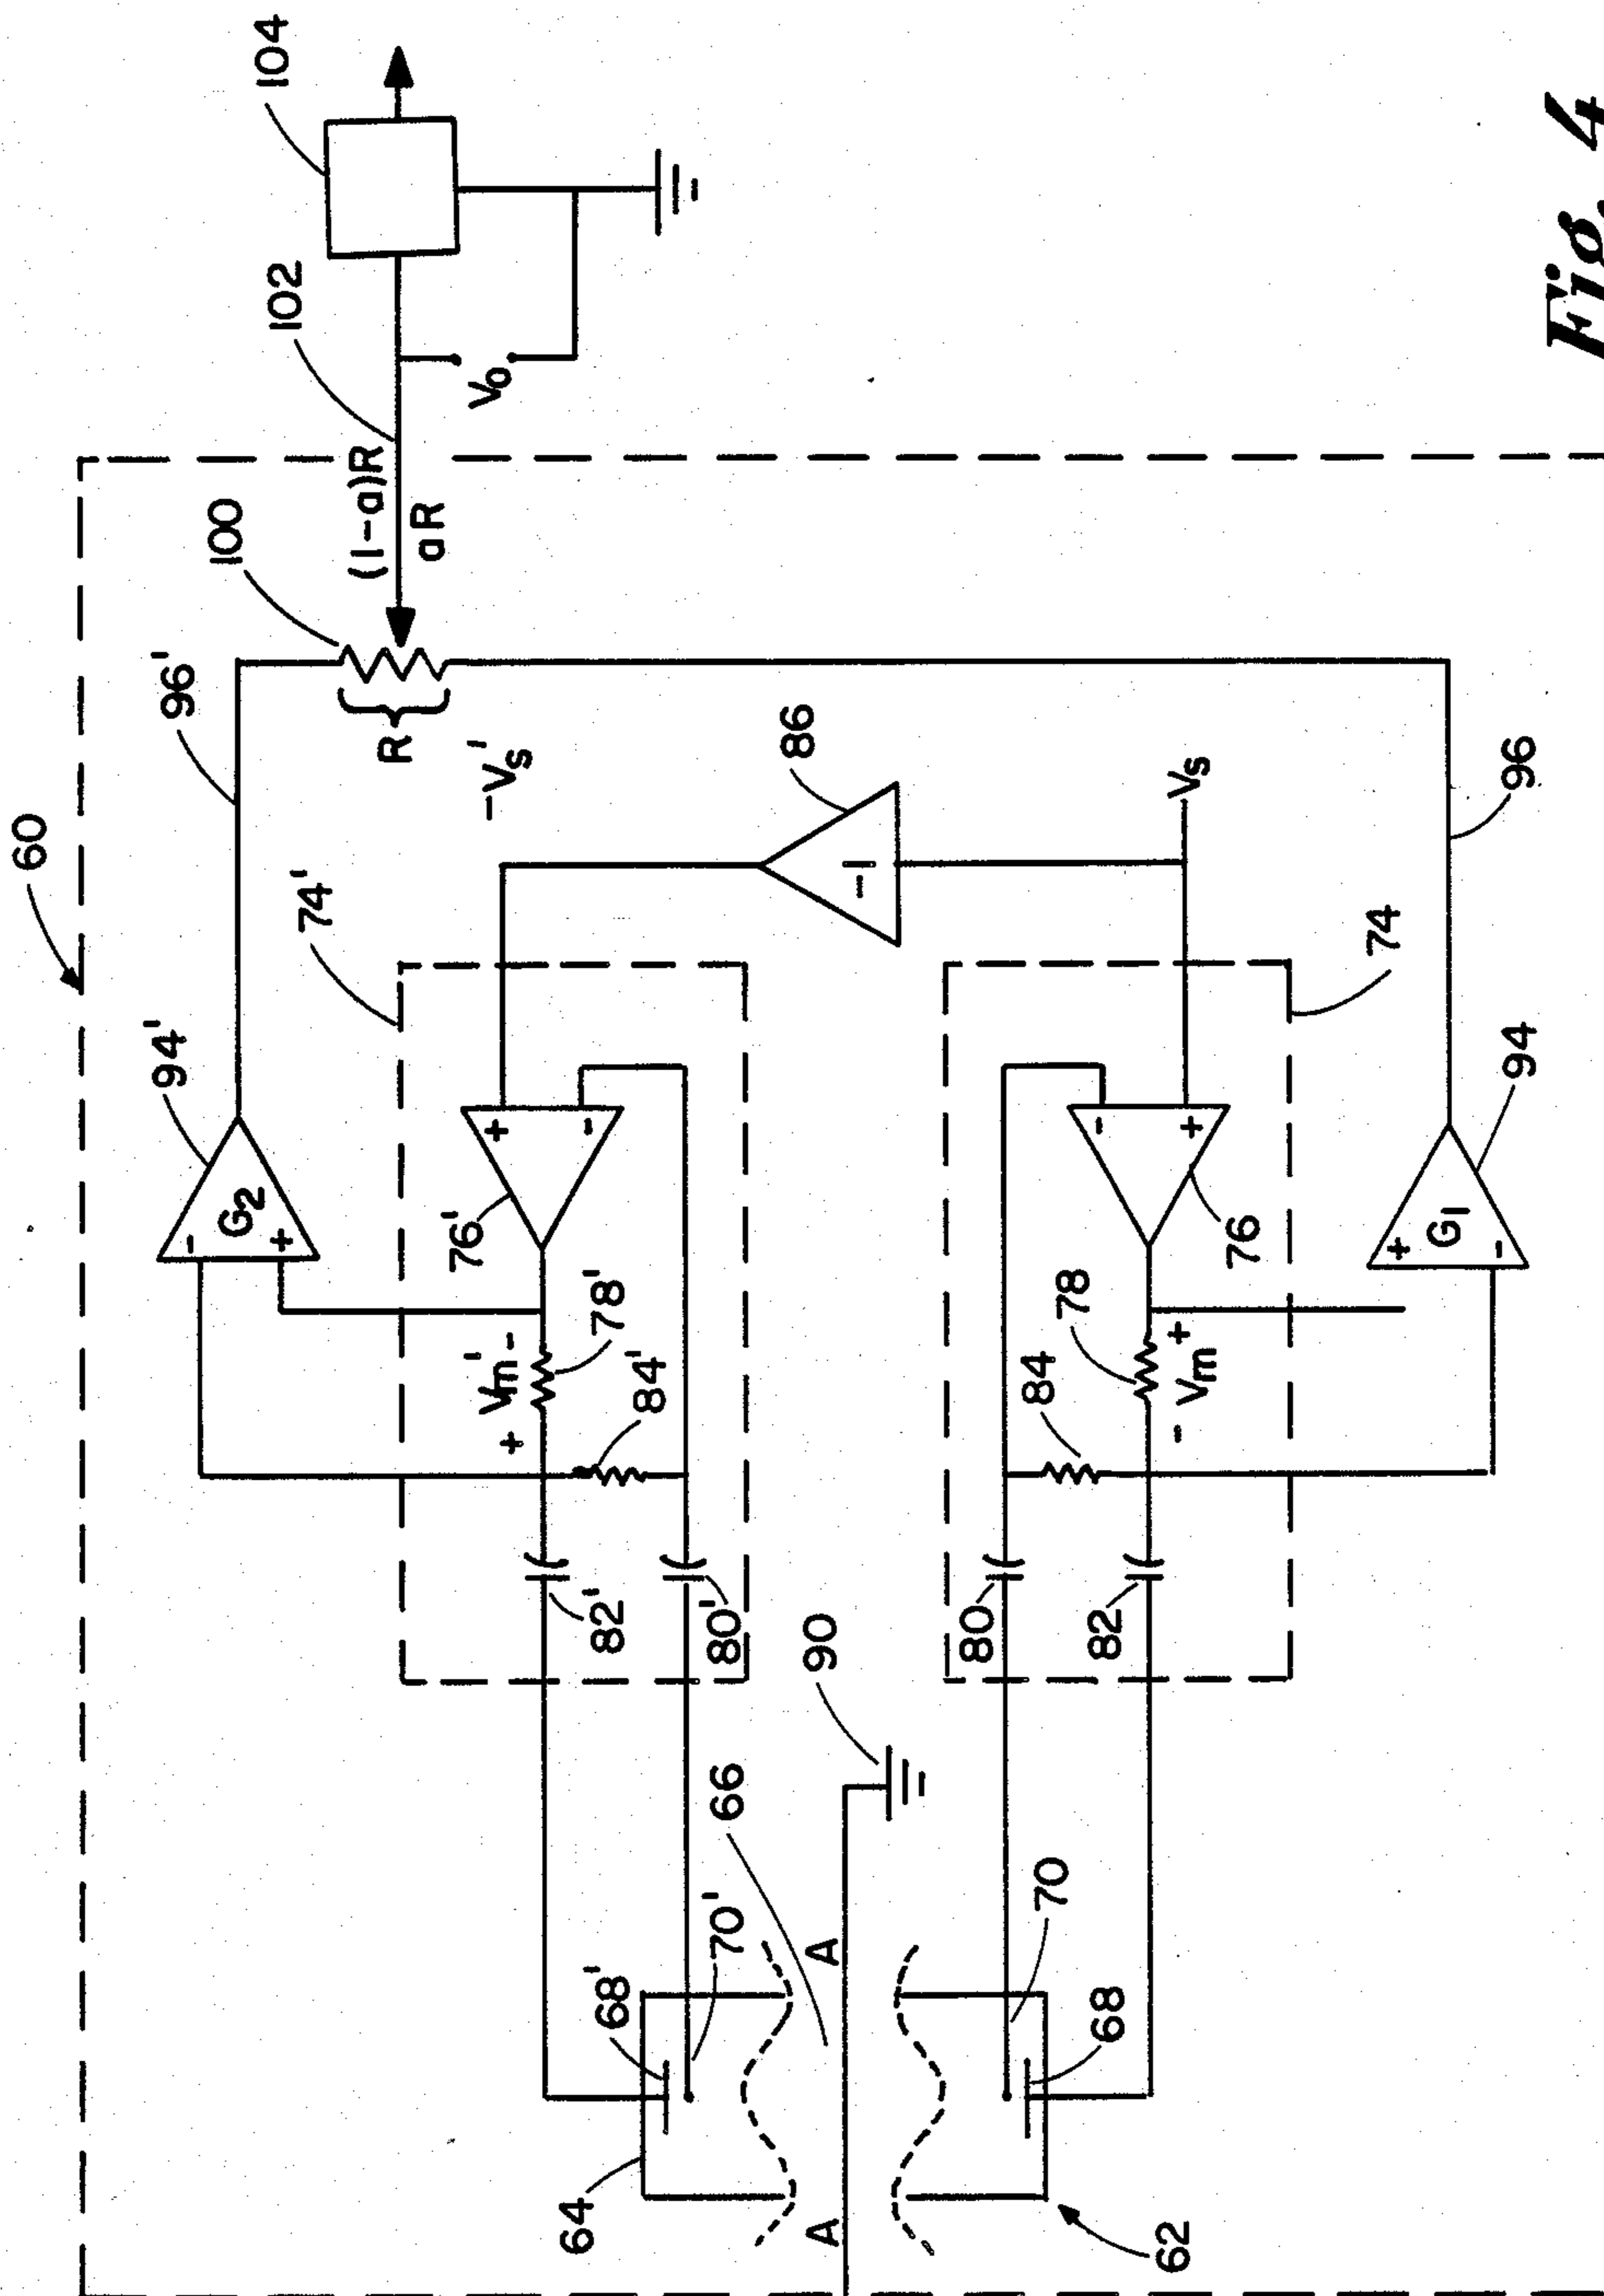 60
104
102
100
96'
94'
74'
(1-a)R
aR
V₀
R
-Vs'
G₂
-
+
76'
+
-
86
-1
Vs
78'
+ Vm' -
84'
82'
80'
90
66
70'
68'
64
A
A
62
68
70
80
82
84
78
- Vm +
76
-
+
74
94
G₁
+
-
96
Fig. 4